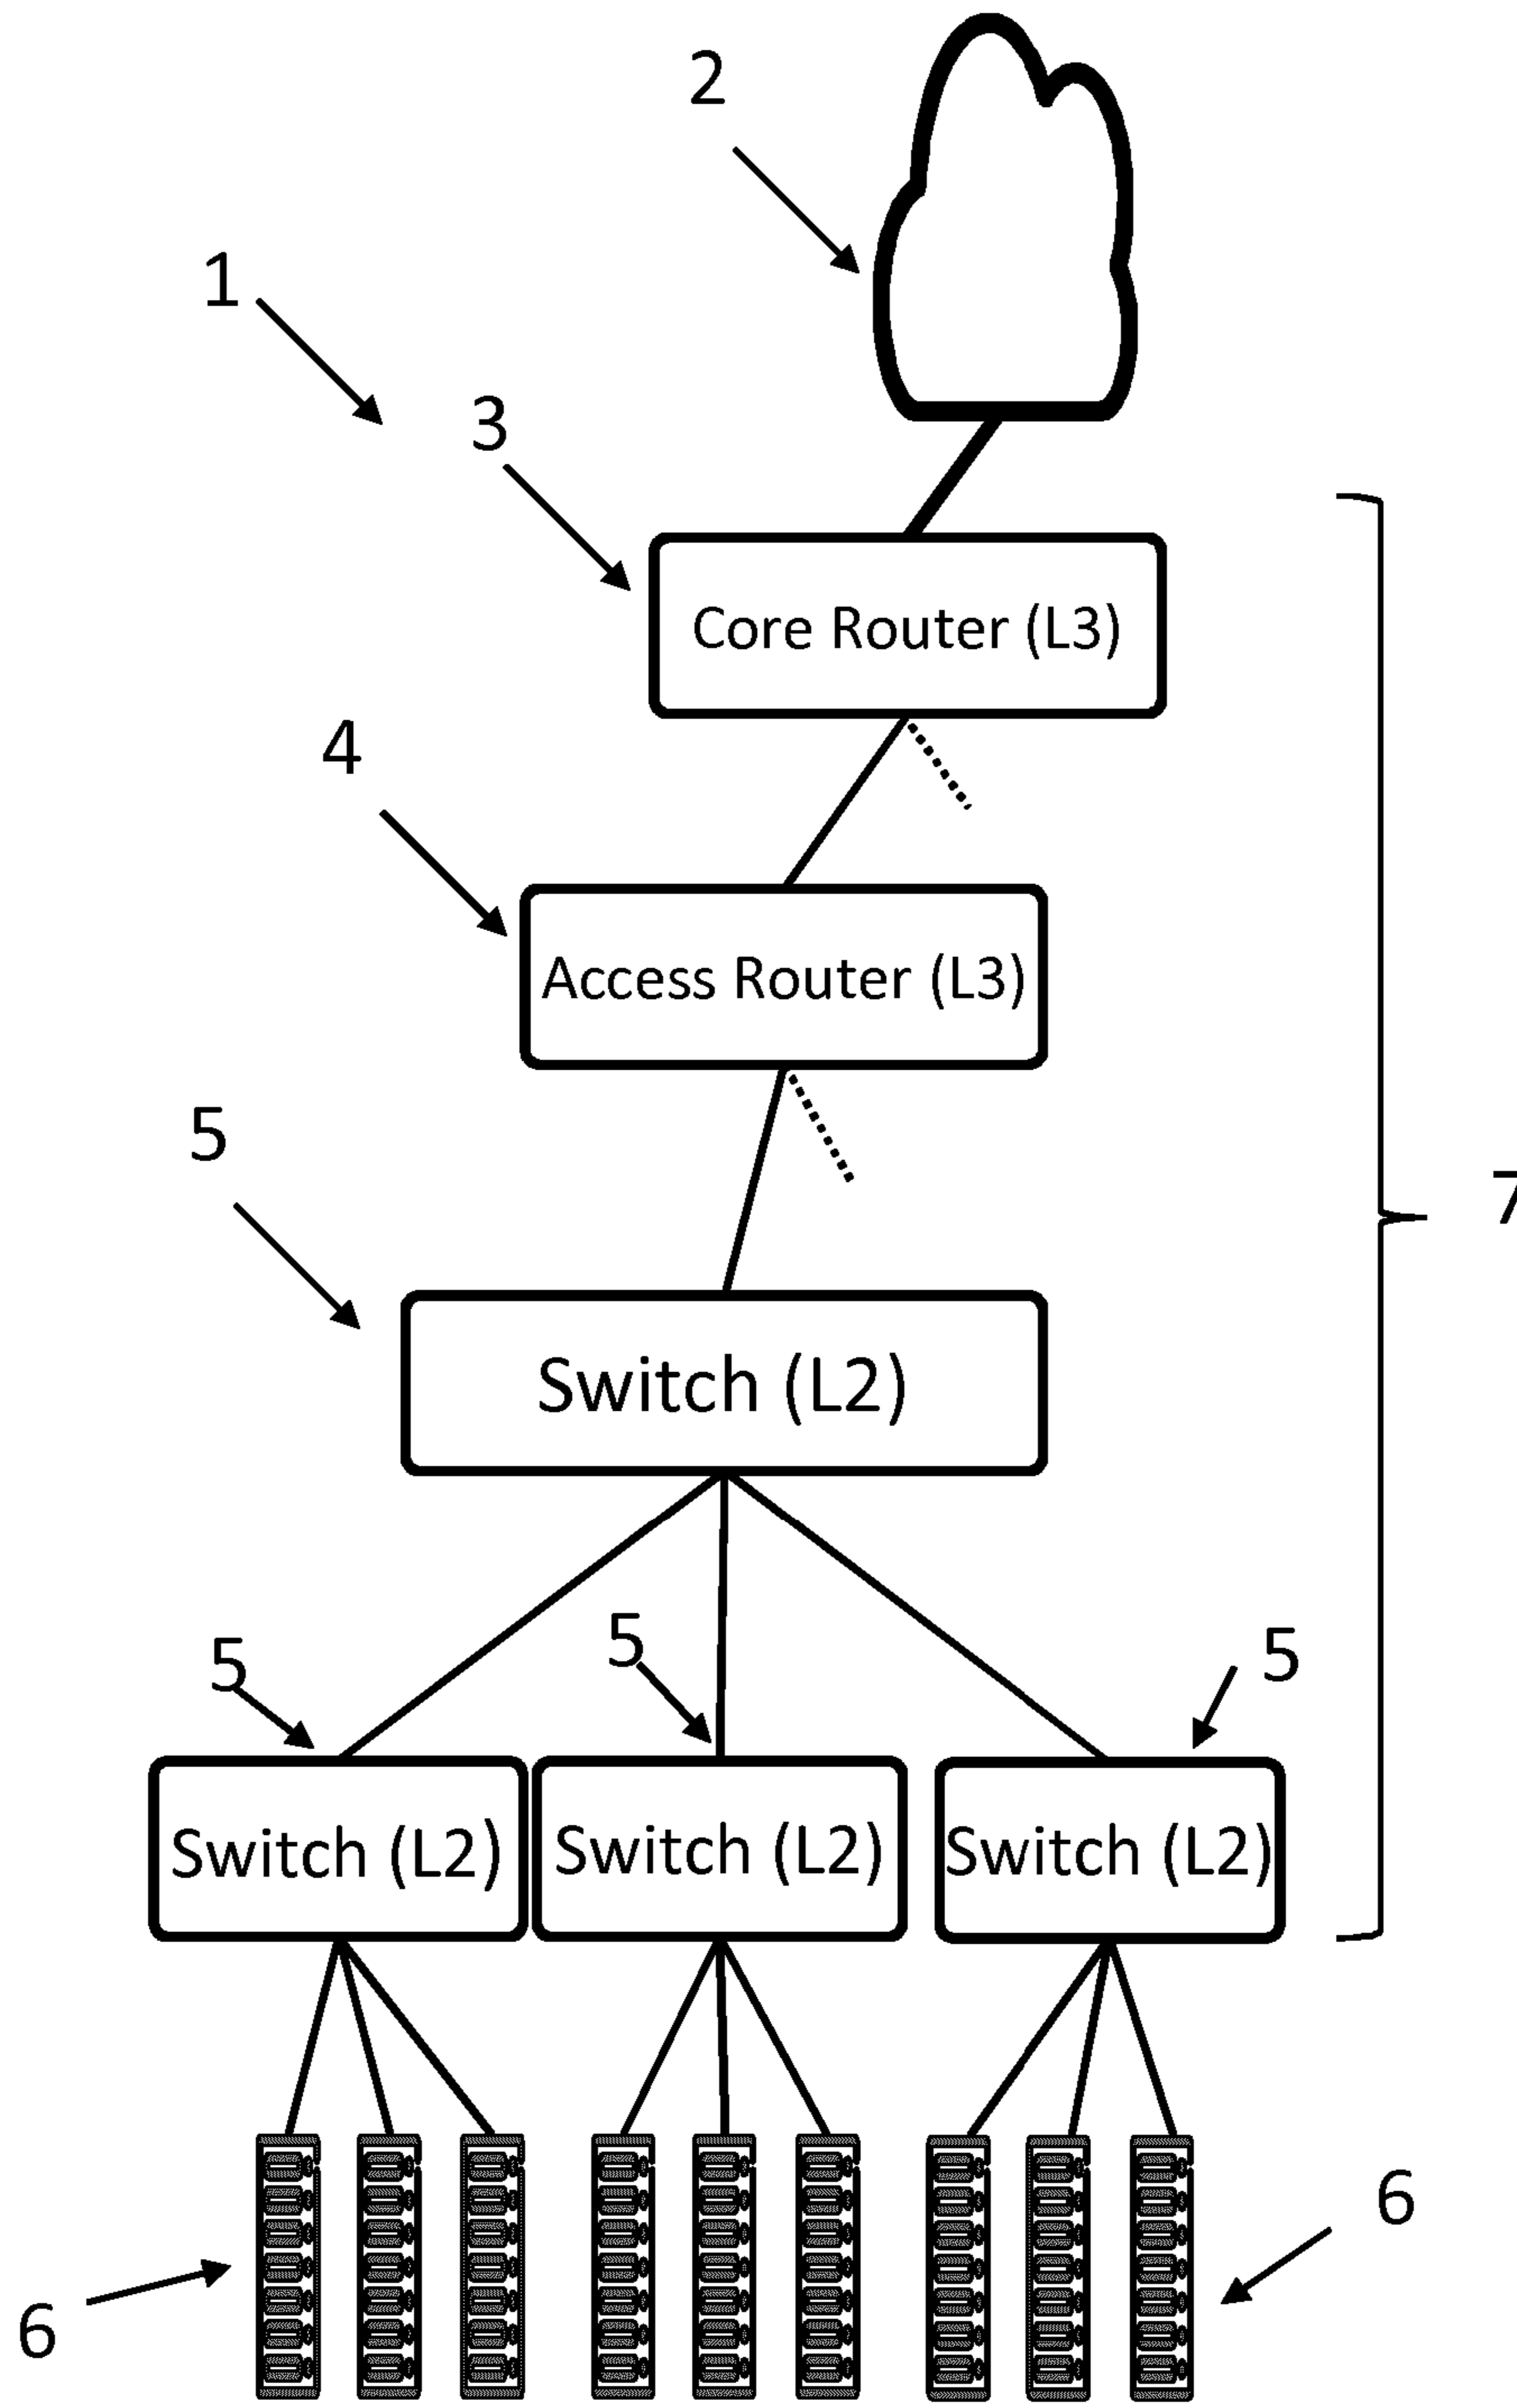 2
1
3
Core Router (L3)
4
Access Router (L3)
5
7
Switch (L2)
5
5
5
Switch (L2)
Switch (L2)
Switch (L2)
6
6